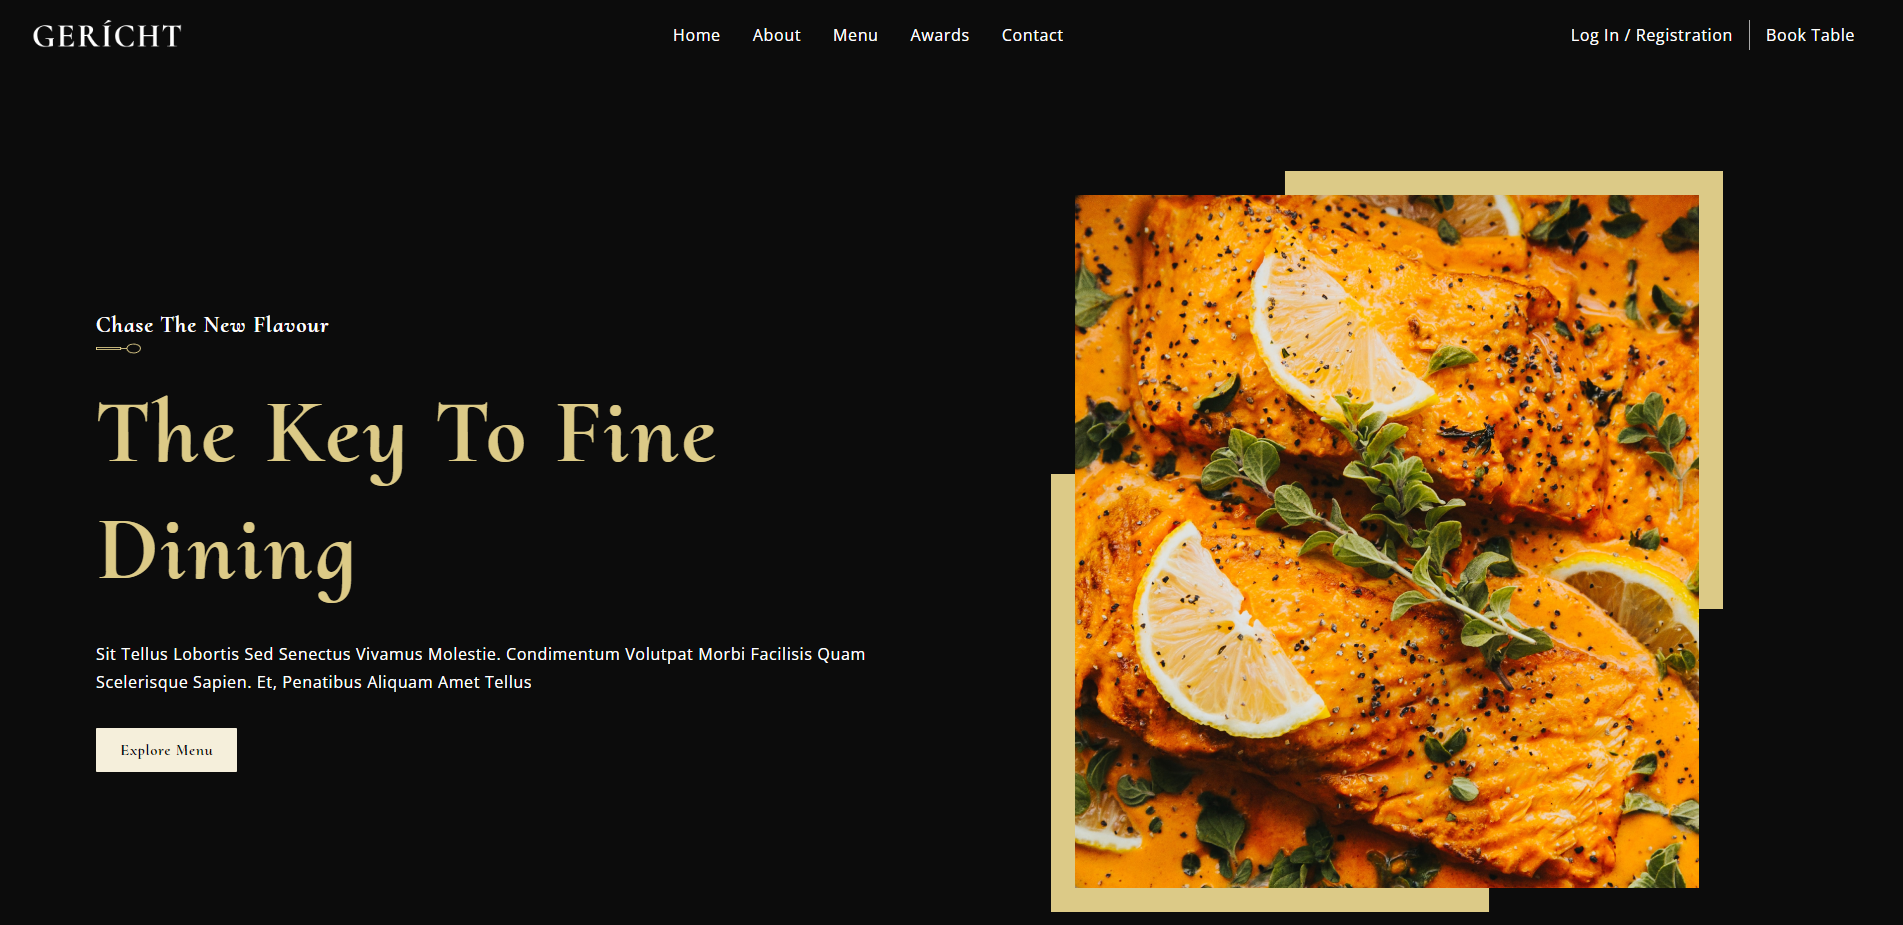 GERÍCHT
Home About Menu Awards Contact
Log In / Registration Book Table
Chase The New Flavour
The Key To Fine
Dining
Sit Tellus Lobortis Sed Senectus Vivamus Molestie. Condimentum Volutpat Morbi Facilisis Quam
Scelerisque Sapien. Et, Penatibus Aliquam Amet Tellus
Explore Menu